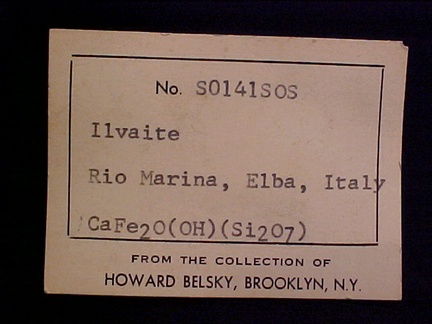 No. S0141SOS
Ilvaite
Rio Marina, Elba, Italy
CaFe2O(OH)(Si2O7)
FROM THE COLLECTION OF
HOWARD BELSKY, BROOKLYN, N.Y.